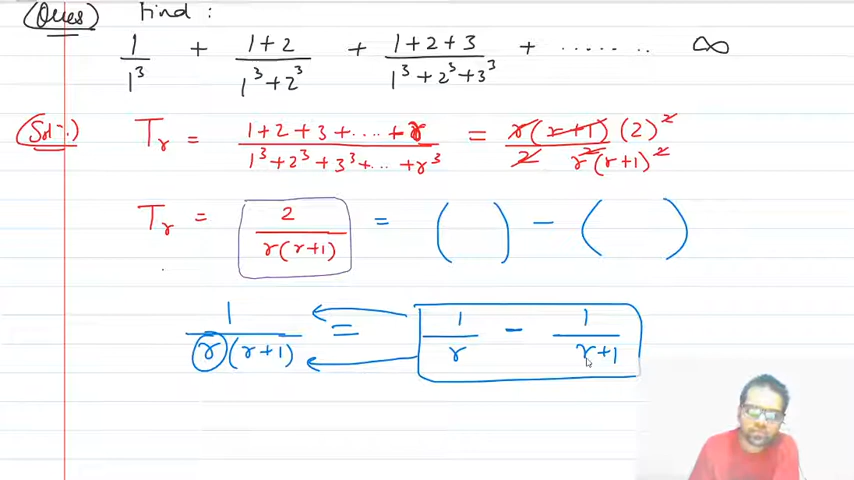 (Ques) Find :
1/1³ + (1+2)/(1³+2³) + (1+2+3)/(1³+2³+3³) + ........ ∞
(Sol-:) Tᵣ = (1+2+3+....+r)/(1³+2³+3³+...+r³) = r(r+1)(2)²/(2 r²(r+1)²)
Tᵣ = 2/(r(r+1)) = ( ) - ( )
1/(r(r+1)) = 1/r - 1/(r+1)